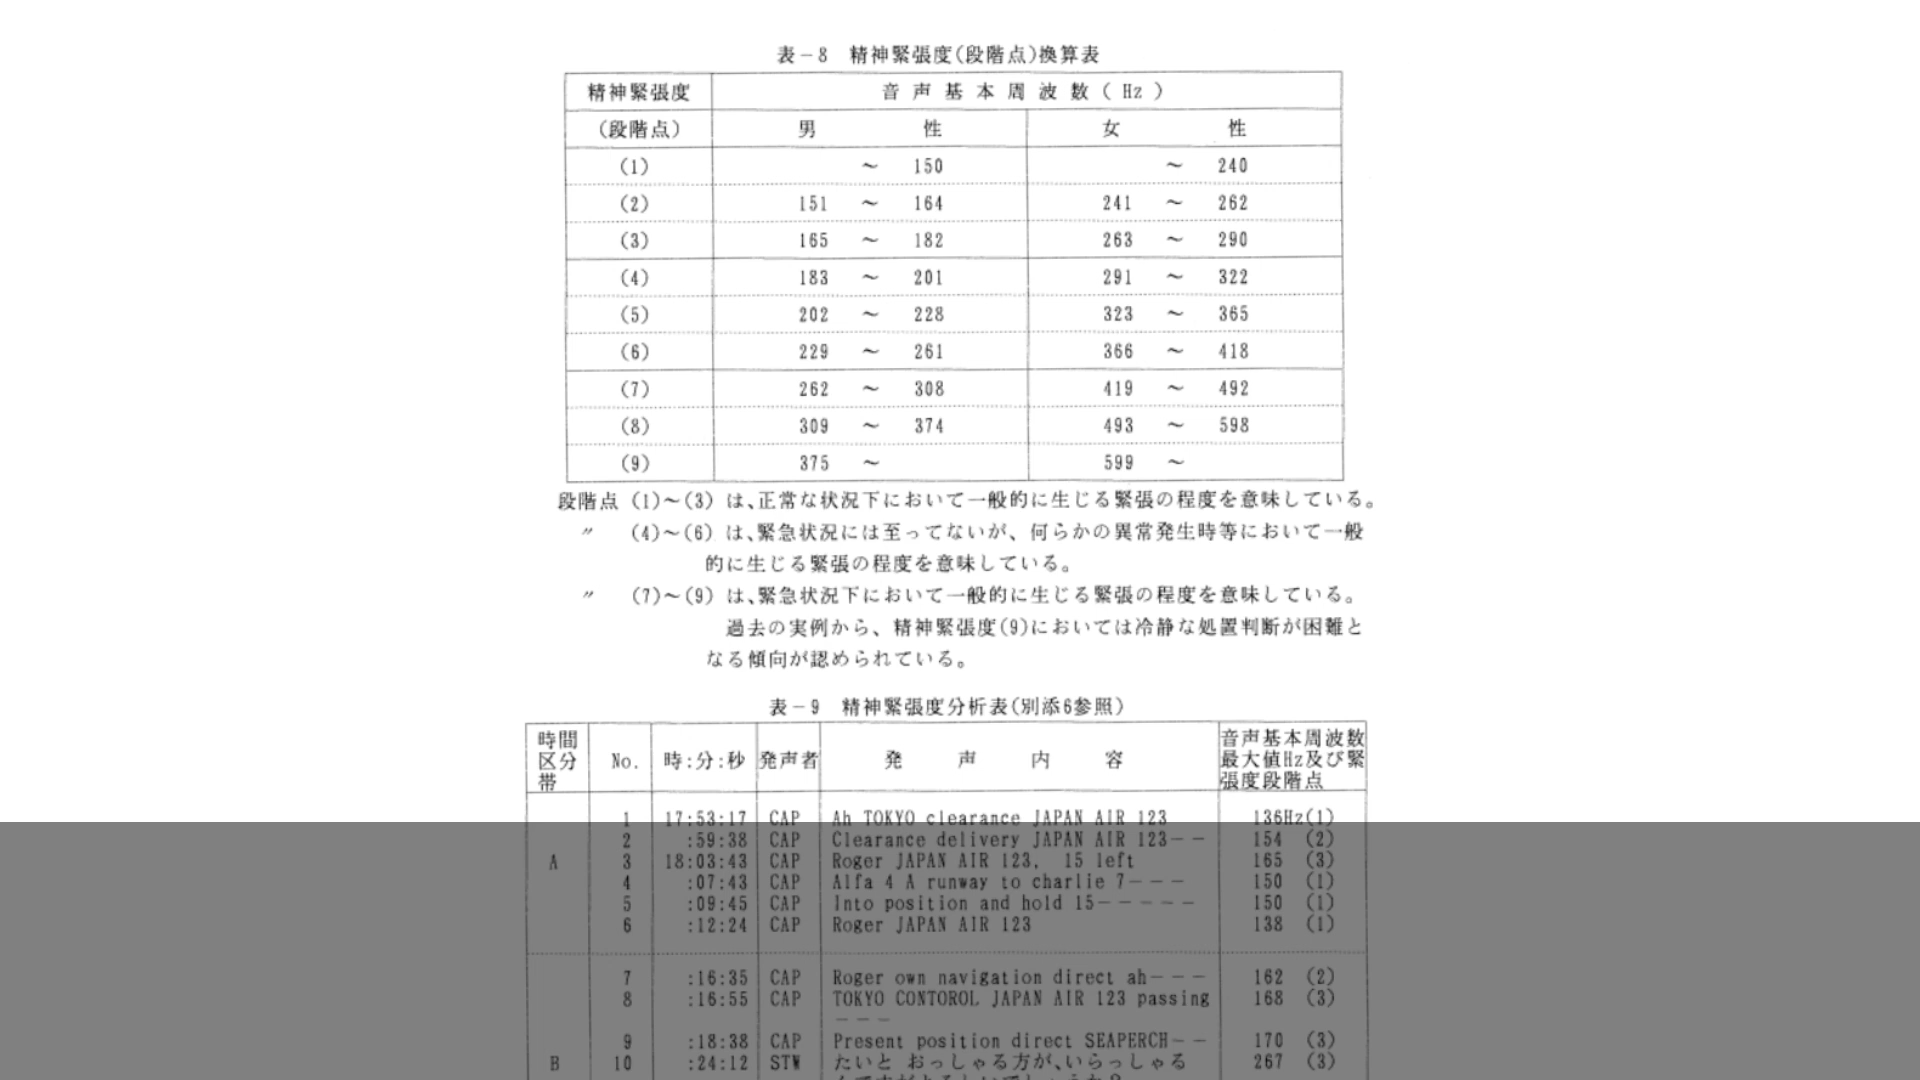 表－8　精神緊張度(段階点)換算表
精神緊張度　音声基本周波数(Hz)
(段階点)　男性　女性
(1)　～ 150　～ 240
(2)　151 ～ 164　241 ～ 262
(3)　165 ～ 182　263 ～ 290
(4)　183 ～ 201　291 ～ 322
(5)　202 ～ 228　323 ～ 365
(6)　229 ～ 261　366 ～ 418
(7)　262 ～ 308　419 ～ 492
(8)　309 ～ 374　493 ～ 598
(9)　375 ～　599 ～
段階点 (1)～(3) は、正常な状況下において一般的に生じる緊張の程度を意味している。
〃 (4)～(6) は、緊急状況には至ってないが、何らかの異常発生時等において一般
的に生じる緊張の程度を意味している。
〃 (7)～(9) は、緊急状況下において一般的に生じる緊張の程度を意味している。
過去の実例から、精神緊張度(9)においては冷静な処置判断が困難と
なる傾向が認められている。
表－9　精神緊張度分析表(別添6参照)
時間区分帯　No.　時:分:秒　発声者　発声内容　音声基本周波数最大値Hz及び緊張度段階点
1 17:53:17 CAP Ah TOKYO clearance JAPAN AIR 123 136Hz(1)
2 :59:38 CAP Clearance delivery JAPAN AIR 123－－ 154 (2)
A 3 18:03:43 CAP Roger JAPAN AIR 123, 15 left 165 (3)
4 :07:43 CAP Alfa 4 A runway to charlie 7－－－ 150 (1)
5 :09:45 CAP Into position and hold 15－－－－－ 150 (1)
6 :12:24 CAP Roger JAPAN AIR 123 138 (1)
7 :16:35 CAP Roger own navigation direct ah－－－ 162 (2)
8 :16:55 CAP TOKYO CONTOROL JAPAN AIR 123 passing 168 (3)
－－－
9 :18:38 CAP Present position direct SEAPERCH－－ 170 (3)
B 10 :24:12 STW たいと おっしゃる方が、いらっしゃる 267 (3)